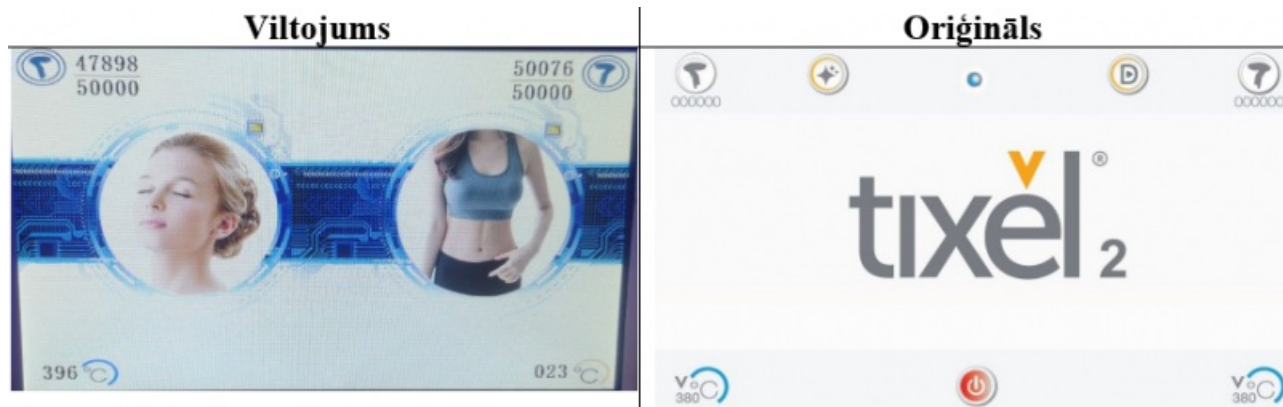 Viltojums
47898
50000
50076
50000
396 °C
023 °C
Oriģināls
000000
D
000000
tixel® 2
V °C
380
V °C
380